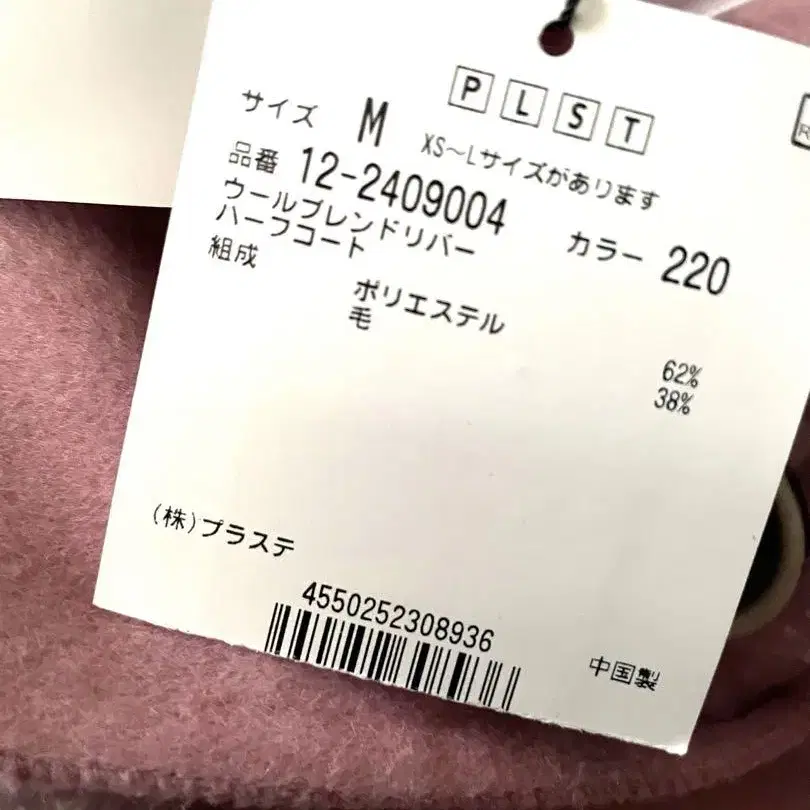 PLST
サイズ M XS～Lサイズがあります
品番 12-2409004
ウールブレンドリバー カラー 220
ハーフコート
組成
ポリエステル 62%
毛 38%
(株)プラステ
4550252308936
中国製